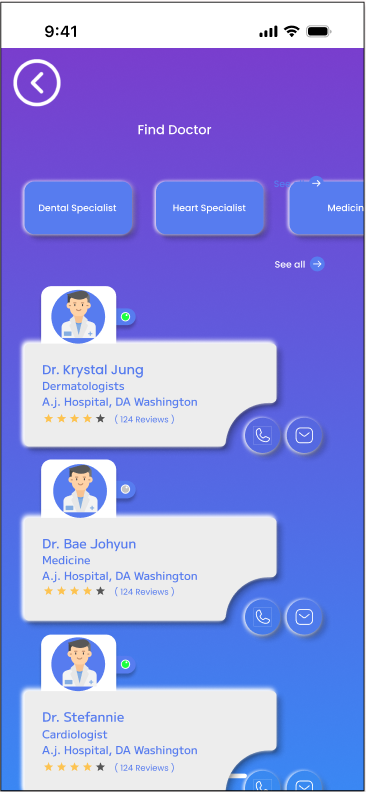 9:41
Find Doctor
See all
Dental Specialist
Heart Specialist
Medicin
See all
Dr. Krystal Jung
Dermatologists
A.j. Hospital, DA Washington
( 124 Reviews )
Dr. Bae Johyun
Medicine
A.j. Hospital, DA Washington
( 124 Reviews )
Dr. Stefannie
Cardiologist
A.j. Hospital, DA Washington
( 124 Reviews )